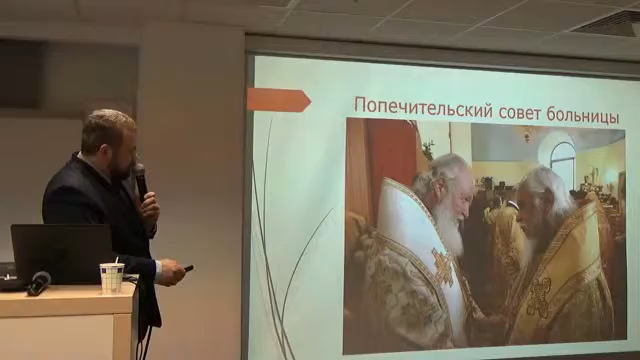 Попечительский совет больницы